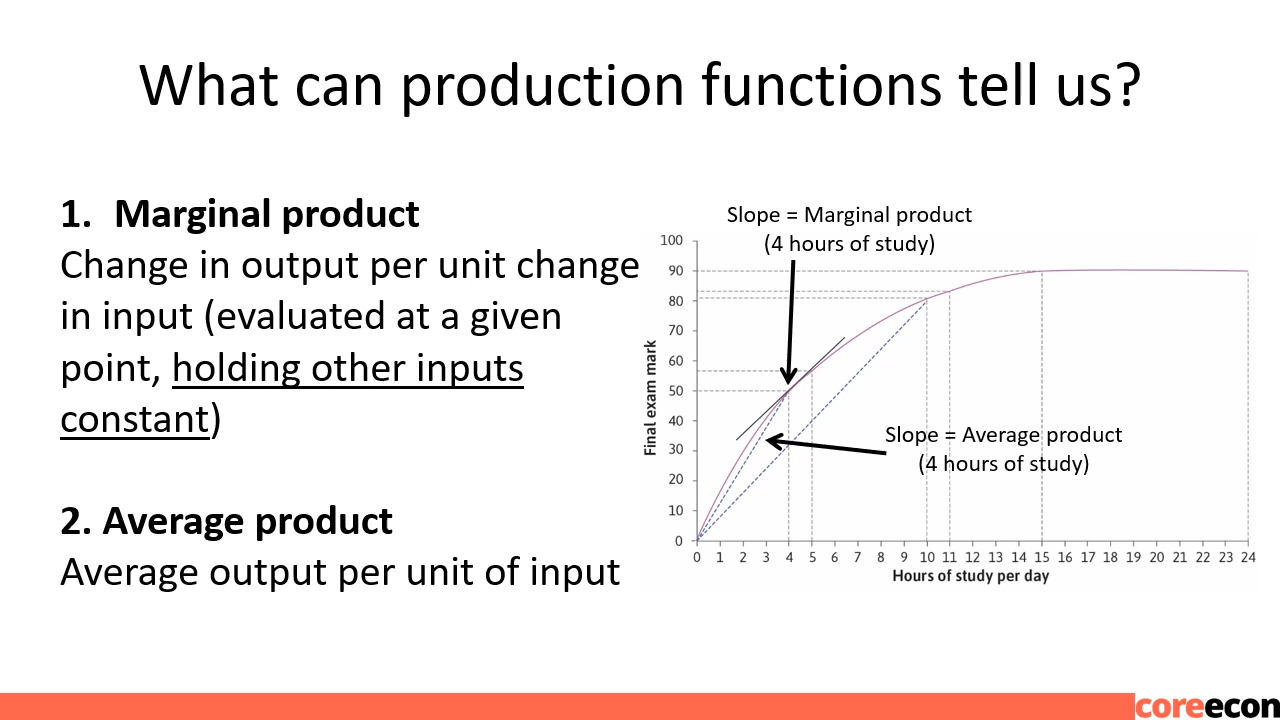 What can production functions tell us?
1. Marginal product
Change in output per unit change
in input (evaluated at a given
point, holding other inputs
constant)
2. Average product
Average output per unit of input
Slope = Marginal product
(4 hours of study)
Slope = Average product
(4 hours of study)
Final exam mark
100
90
80
70
60
50
40
30
20
10
0
0 1 2 3 4 5 6 7 8 9 10 11 12 13 14 15 16 17 18 19 20 21 22 23 24
Hours of study per day
coreecon